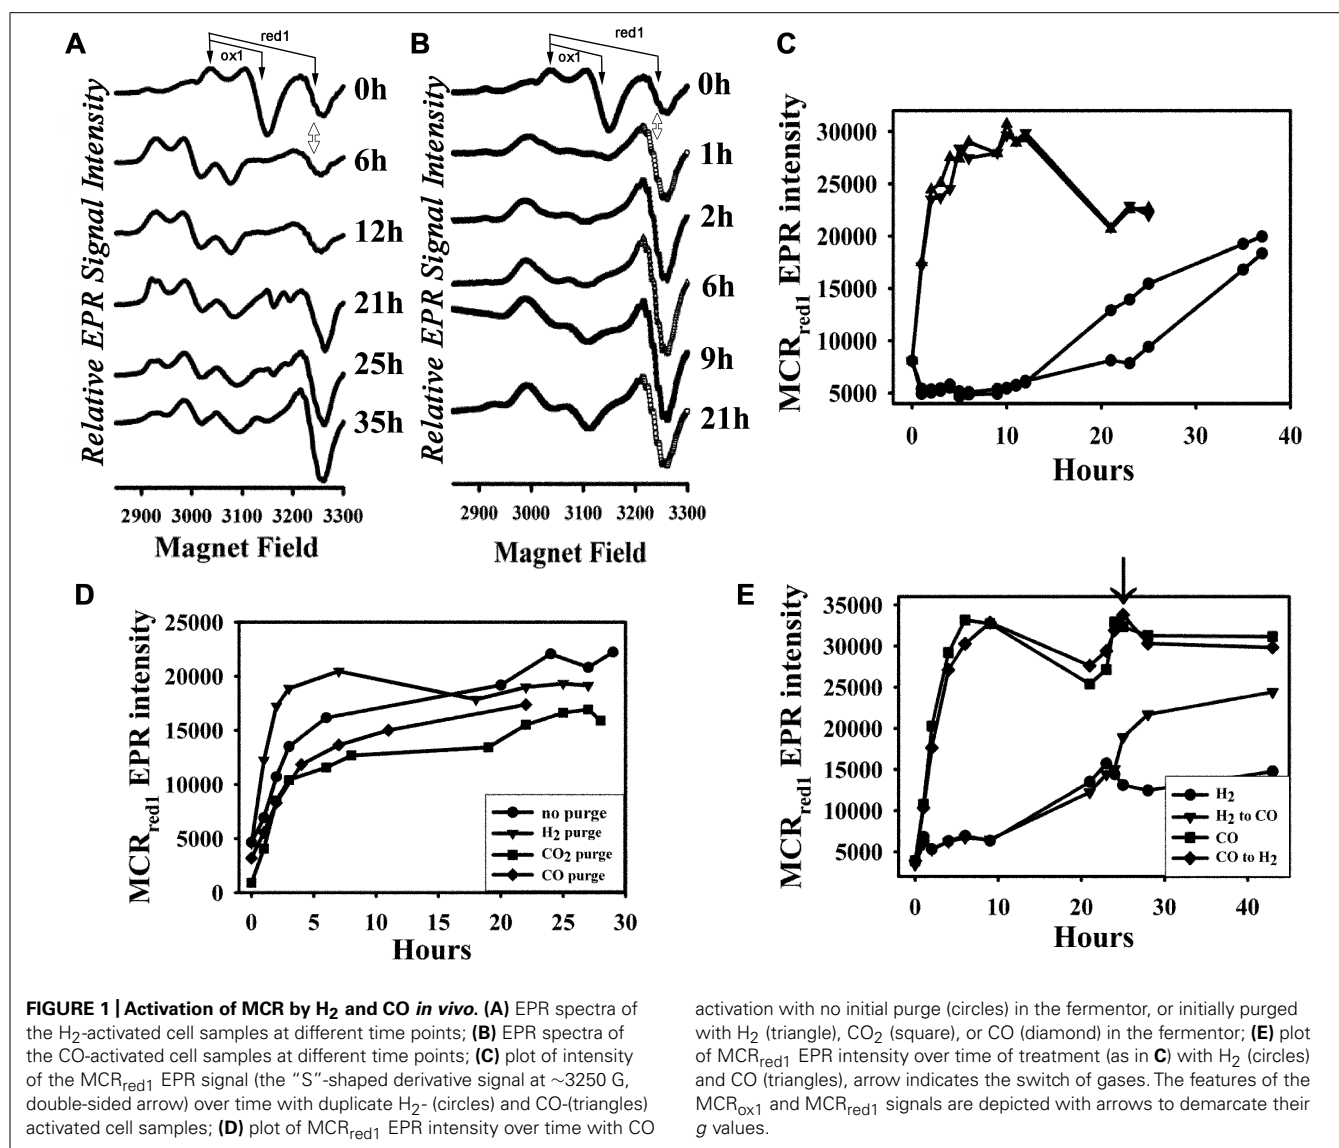 A
red1
ox1
0h
6h
12h
21h
25h
35h
Relative EPR Signal Intensity
2900 3000 3100 3200 3300
Magnet Field
B
red1
ox1
0h
1h
2h
6h
9h
21h
Relative EPR Signal Intensity
2900 3000 3100 3200 3300
Magnet Field
C
MCRred1 EPR intensity
30000
25000
20000
15000
10000
5000
0 10 20 30 40
Hours
D
MCRred1 EPR intensity
25000
20000
15000
10000
5000
0
no purge
H2 purge
CO2 purge
CO purge
0 5 10 15 20 25 30
Hours
E
MCRred1 EPR intensity
35000
30000
25000
20000
15000
10000
5000
H2
H2 to CO
CO
CO to H2
0 10 20 30 40
Hours
FIGURE 1 | Activation of MCR by H2 and CO in vivo. (A) EPR spectra of
the H2-activated cell samples at different time points; (B) EPR spectra of
the CO-activated cell samples at different time points; (C) plot of intensity
of the MCRred1 EPR signal (the “S”-shaped derivative signal at ∼3250 G,
double-sided arrow) over time with duplicate H2- (circles) and CO-(triangles)
activated cell samples; (D) plot of MCRred1 EPR intensity over time with CO
activation with no initial purge (circles) in the fermentor, or initially purged
with H2 (triangle), CO2 (square), or CO (diamond) in the fermentor; (E) plot
of MCRred1 EPR intensity over time of treatment (as in C) with H2 (circles)
and CO (triangles), arrow indicates the switch of gases. The features of the
MCRox1 and MCRred1 signals are depicted with arrows to demarcate their
g values.